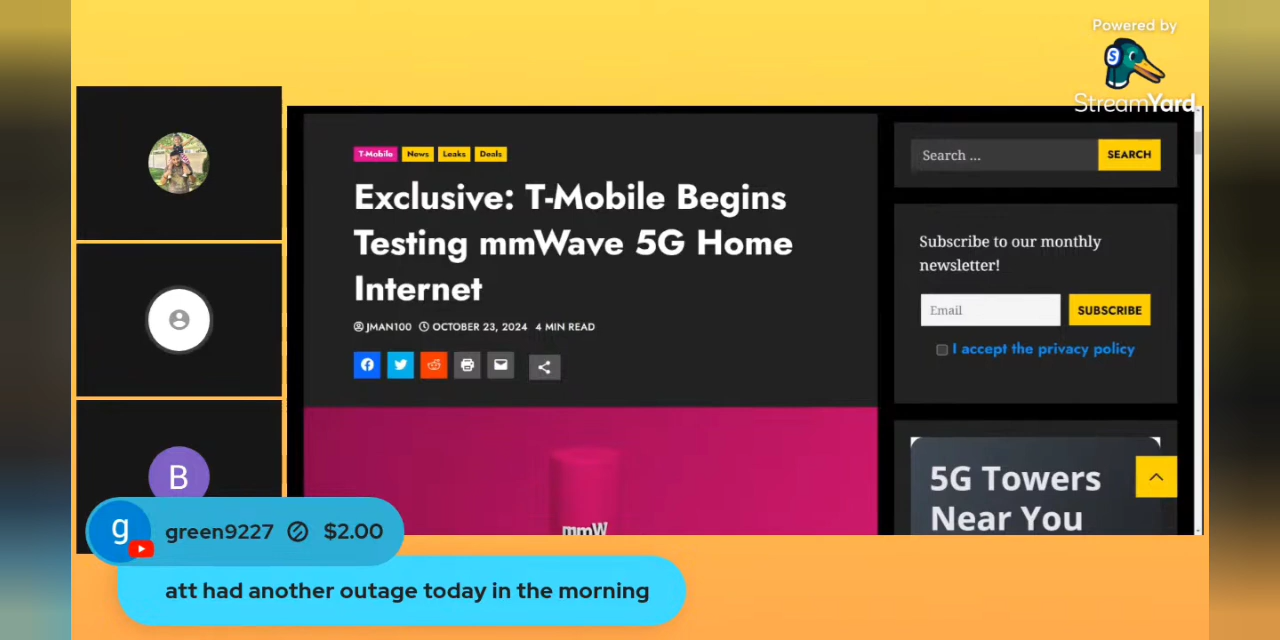 Powered by
StreamYard
T-Mobile News Leaks Deals
Exclusive: T-Mobile Begins
Testing mmWave 5G Home
Internet
JMAN100 OCTOBER 23, 2024 4 MIN READ
mmW
Search ...
SEARCH
Subscribe to our monthly
newsletter!
Email
SUBSCRIBE
I accept the privacy policy
5G Towers
Near You
B
g
green9227 $2.00
att had another outage today in the morning